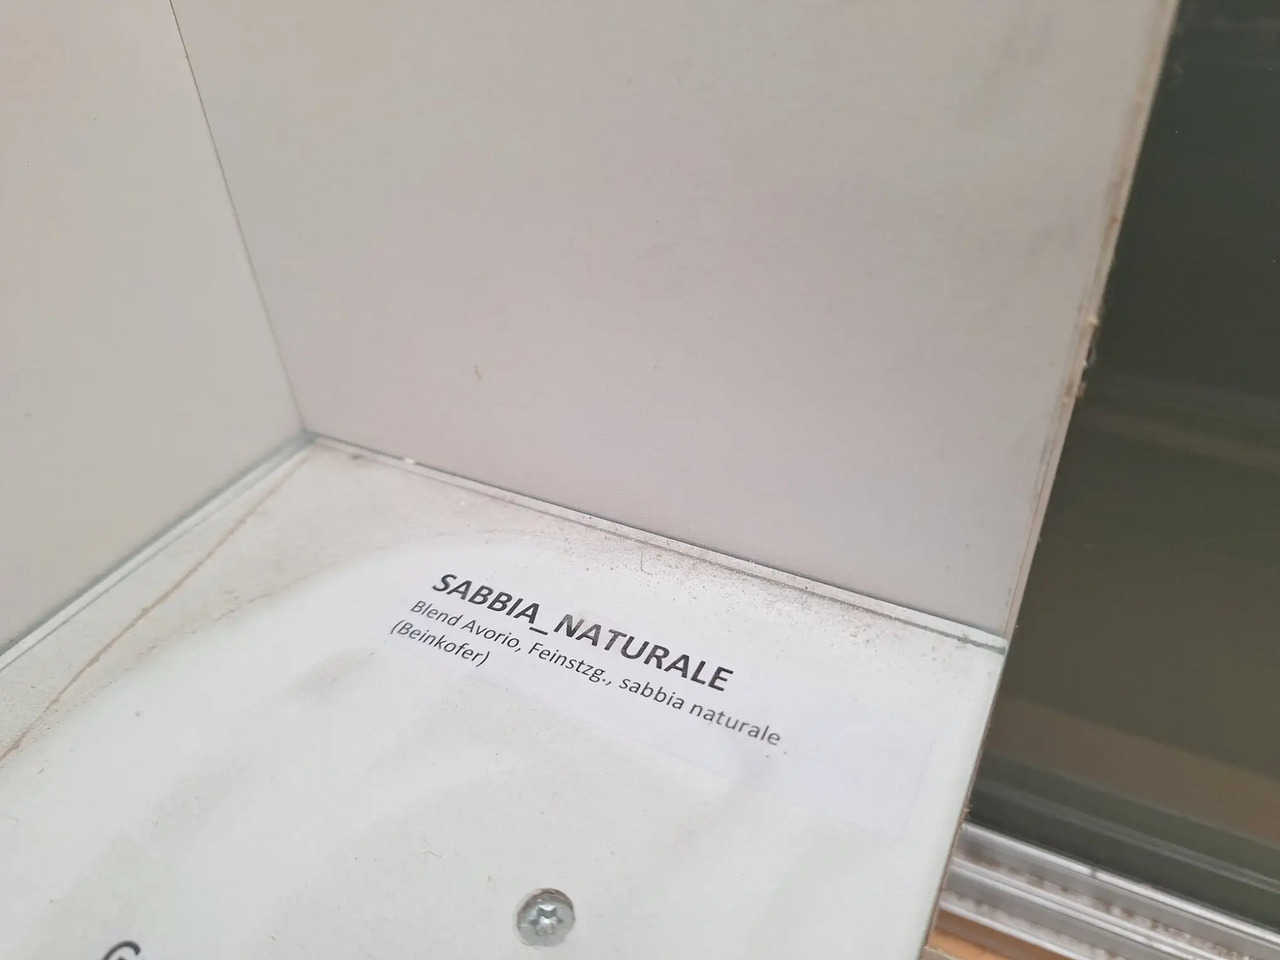 SABBIA_NATURALE
Blend Avorio, Feinstzg., sabbia naturale
(Beinkofer)